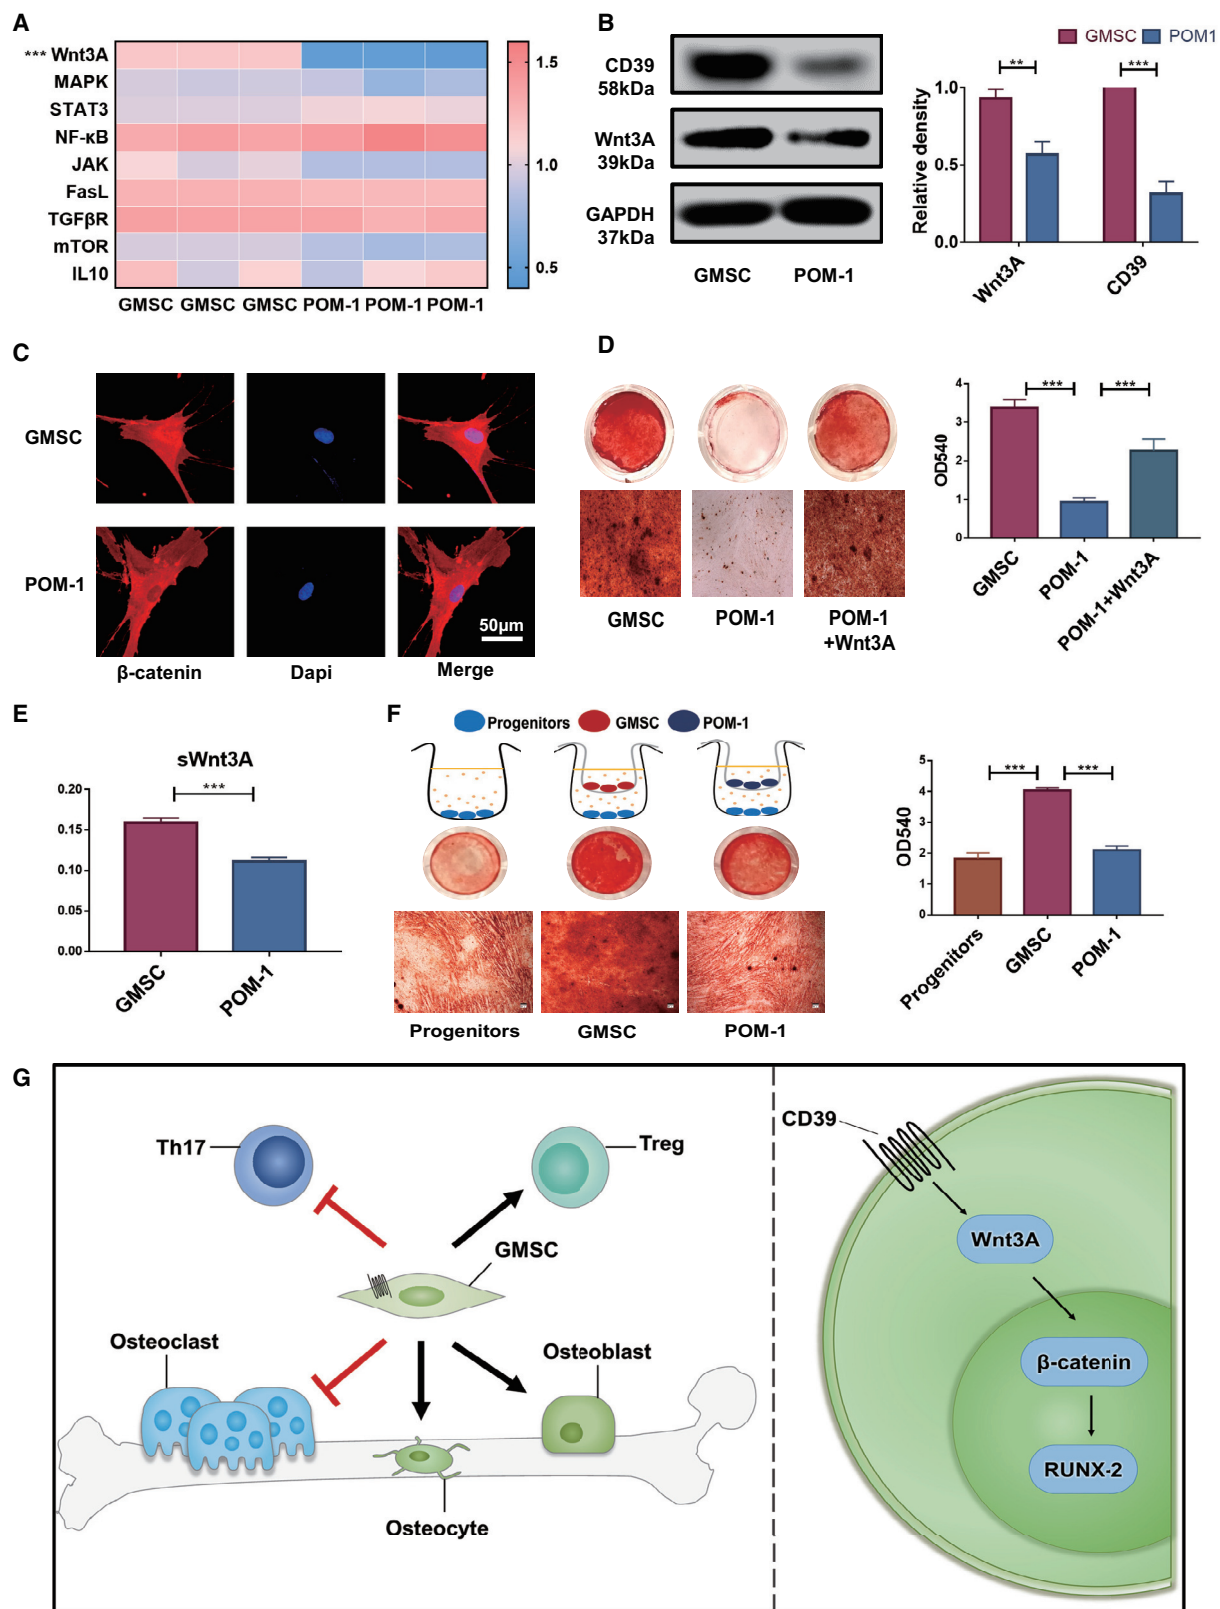 A
*** Wnt3A
MAPK
STAT3
NF-κB
JAK
FasL
TGFβR
mTOR
IL10
GMSC GMSC GMSC POM-1 POM-1 POM-1
1.5
1.0
0.5
B
CD39
58kDa
Wnt3A
39kDa
GAPDH
37kDa
GMSC POM-1
GMSC POM1
Relative density
1.0
0.5
0.0
**
***
Wnt3A
CD39
C
GMSC
POM-1
50μm
β-catenin Dapi Merge
D
GMSC
POM-1
POM-1
+Wnt3A
OD540
4
3
2
1
0
***
***
GMSC
POM-1
POM-1+Wnt3A
E
sWnt3A
0.20
0.15
0.10
0.05
0.00
***
GMSC
POM-1
F
Progenitors GMSC POM-1
Progenitors GMSC POM-1
OD540
5
4
3
2
1
0
***
***
Progenitors
GMSC
POM-1
G
Th17
Treg
GMSC
Osteoclast
Osteoblast
Osteocyte
CD39
Wnt3A
β-catenin
RUNX-2